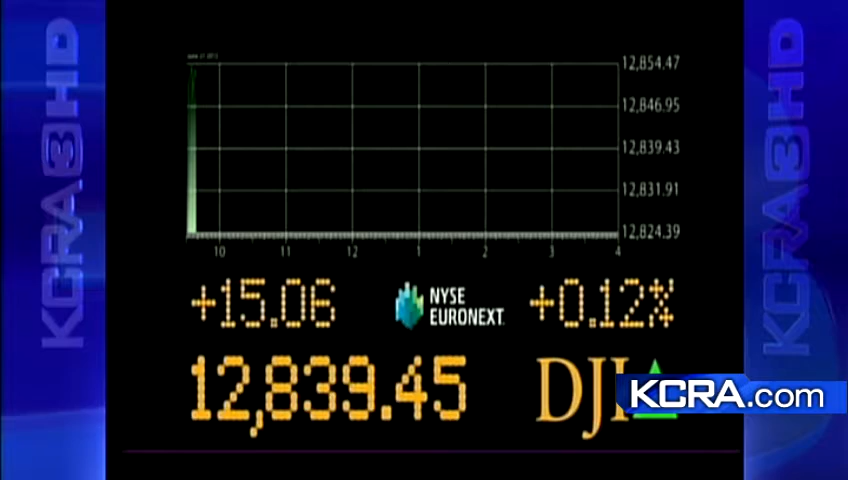 KCRA3HD
12,854.47
12,846.95
12,839.43
12,831.91
12,824.39
10 11 12 1 2 3 4
+15.06
NYSE
EURONEXT
+0.12%
12,839.45
DJI
KCRA.com
KCRA3HD